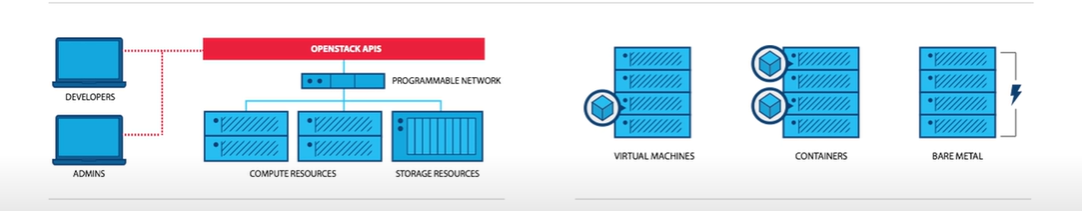 DEVELOPERS
ADMINS
OPENSTACK APIS
PROGRAMMABLE NETWORK
COMPUTE RESOURCES
STORAGE RESOURCES
VIRTUAL MACHINES
CONTAINERS
BARE METAL